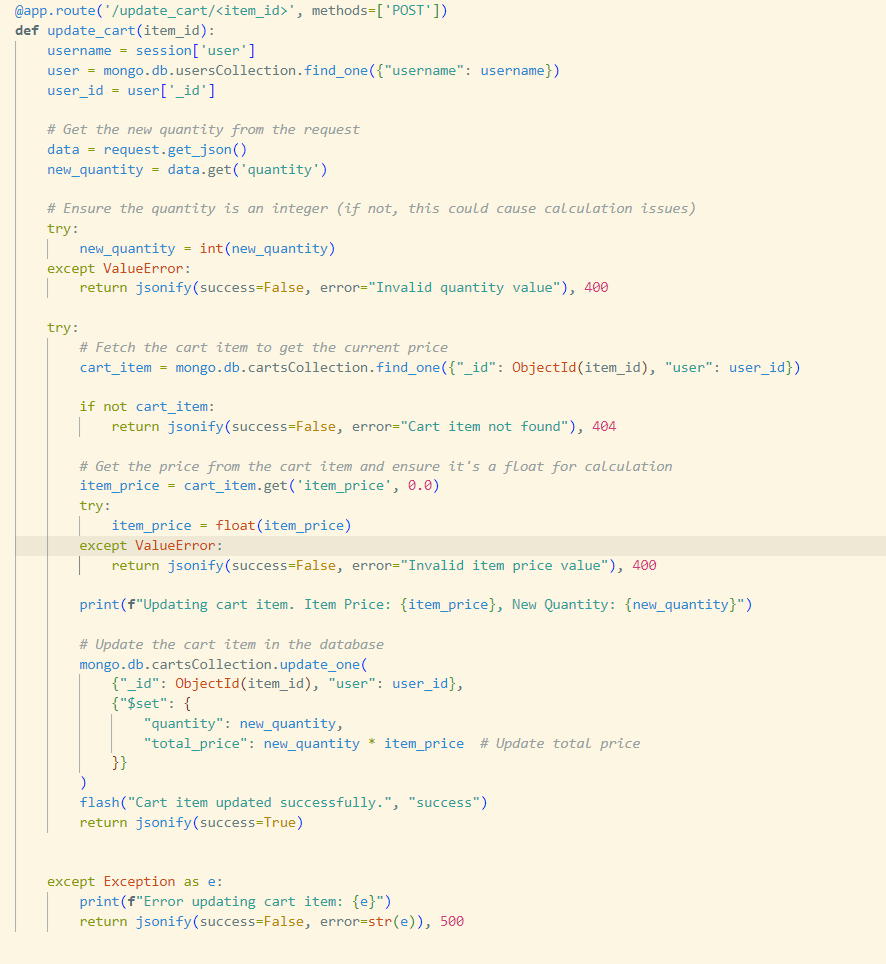 @app.route('/update_cart/<item_id>', methods=['POST'])
def update_cart(item_id):
    username = session['user']
    user = mongo.db.usersCollection.find_one({"username": username})
    user_id = user['_id']

    # Get the new quantity from the request
    data = request.get_json()
    new_quantity = data.get('quantity')

    # Ensure the quantity is an integer (if not, this could cause calculation issues)
    try:
        new_quantity = int(new_quantity)
    except ValueError:
        return jsonify(success=False, error="Invalid quantity value"), 400

    try:
        # Fetch the cart item to get the current price
        cart_item = mongo.db.cartsCollection.find_one({"_id": ObjectId(item_id), "user": user_id})

        if not cart_item:
            return jsonify(success=False, error="Cart item not found"), 404

        # Get the price from the cart item and ensure it's a float for calculation
        item_price = cart_item.get('item_price', 0.0)
        try:
            item_price = float(item_price)
        except ValueError:
            return jsonify(success=False, error="Invalid item price value"), 400

        print(f"Updating cart item. Item Price: {item_price}, New Quantity: {new_quantity}")

        # Update the cart item in the database
        mongo.db.cartsCollection.update_one(
            {"_id": ObjectId(item_id), "user": user_id},
            {"$set": {
                "quantity": new_quantity,
                "total_price": new_quantity * item_price  # Update total price
            }}
        )
        flash("Cart item updated successfully.", "success")
        return jsonify(success=True)


    except Exception as e:
        print(f"Error updating cart item: {e}")
        return jsonify(success=False, error=str(e)), 500